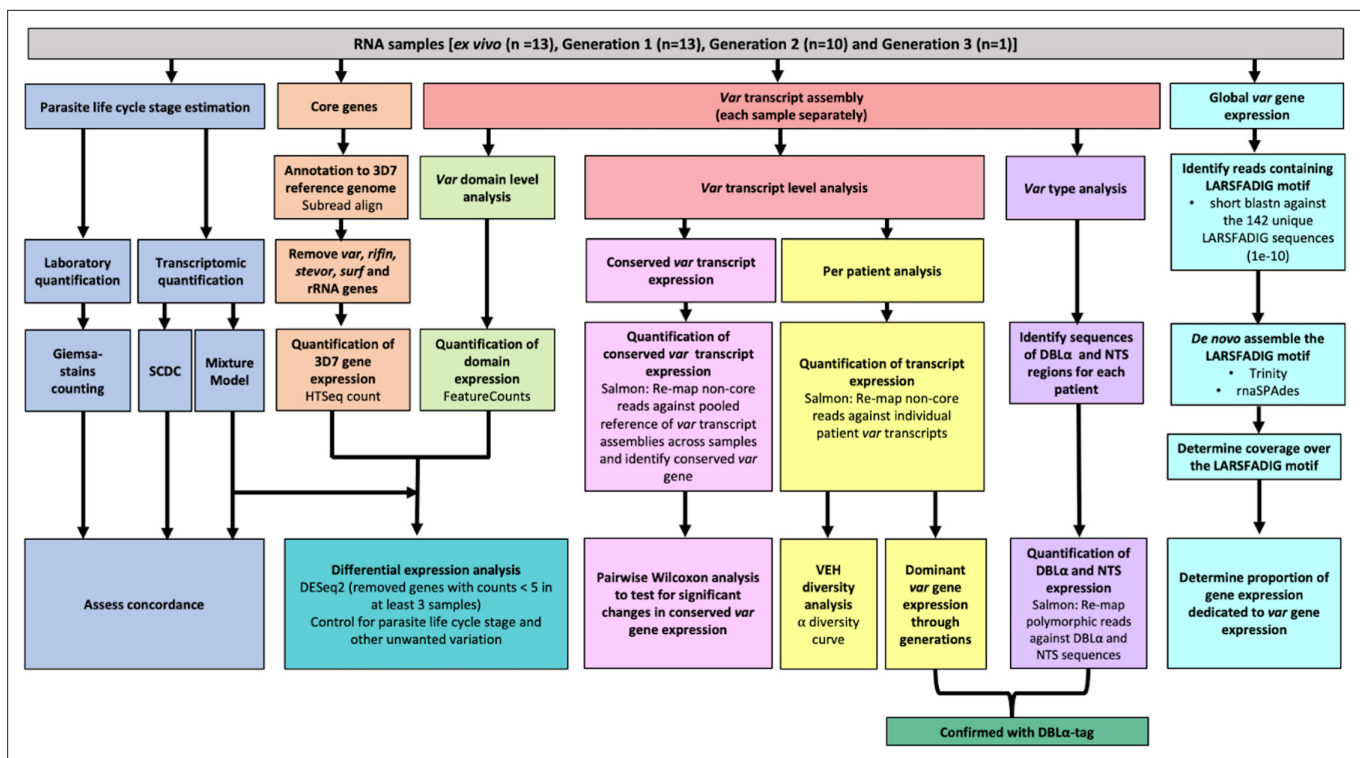 RNA samples [ex vivo (n =13), Generation 1 (n=13), Generation 2 (n=10) and Generation 3 (n=1)]
Parasite life cycle stage estimation
Core genes
Var transcript assembly
(each sample separately)
Global var gene
expression
Annotation to 3D7
reference genome
Subread align
Var domain level
analysis
Var transcript level analysis
Var type analysis
Identify reads containing
LARSFADIG motif
• short blastn against
the 142 unique
LARSFADIG sequences
(1e-10)
Laboratory
quantification
Transcriptomic
quantification
Remove var, rifin,
stevor, surf and
rRNA genes
Conserved var transcript
expression
Per patient analysis
Giemsa-
stains
counting
SCDC
Mixture
Model
Quantification of
3D7 gene
expression
HTSeq count
Quantification of
domain
expression
FeatureCounts
Quantification of
conserved var transcript
expression
Salmon: Re-map non-core
reads against pooled
reference of var transcript
assemblies across samples
and identify conserved var
gene
Quantification of transcript
expression
Salmon: Re-map non-core
reads against individual
patient var transcripts
Identify sequences
of DBLα and NTS
regions for each
patient
De novo assemble the
LARSFADIG motif
• Trinity
• rnaSPAdes
Determine coverage over
the LARSFADIG motif
Assess concordance
Differential expression analysis
DESeq2 (removed genes with counts < 5 in
at least 3 samples)
Control for parasite life cycle stage and
other unwanted variation
Pairwise Wilcoxon analysis
to test for significant
changes in conserved var
gene expression
VEH
diversity
analysis
α diversity
curve
Dominant
var gene
expression
through
generations
Quantification of
DBLα and NTS
expression
Salmon: Re-map
polymorphic reads
against DBLα and
NTS sequences
Determine proportion of
gene expression
dedicated to var gene
expression
Confirmed with DBLα-tag